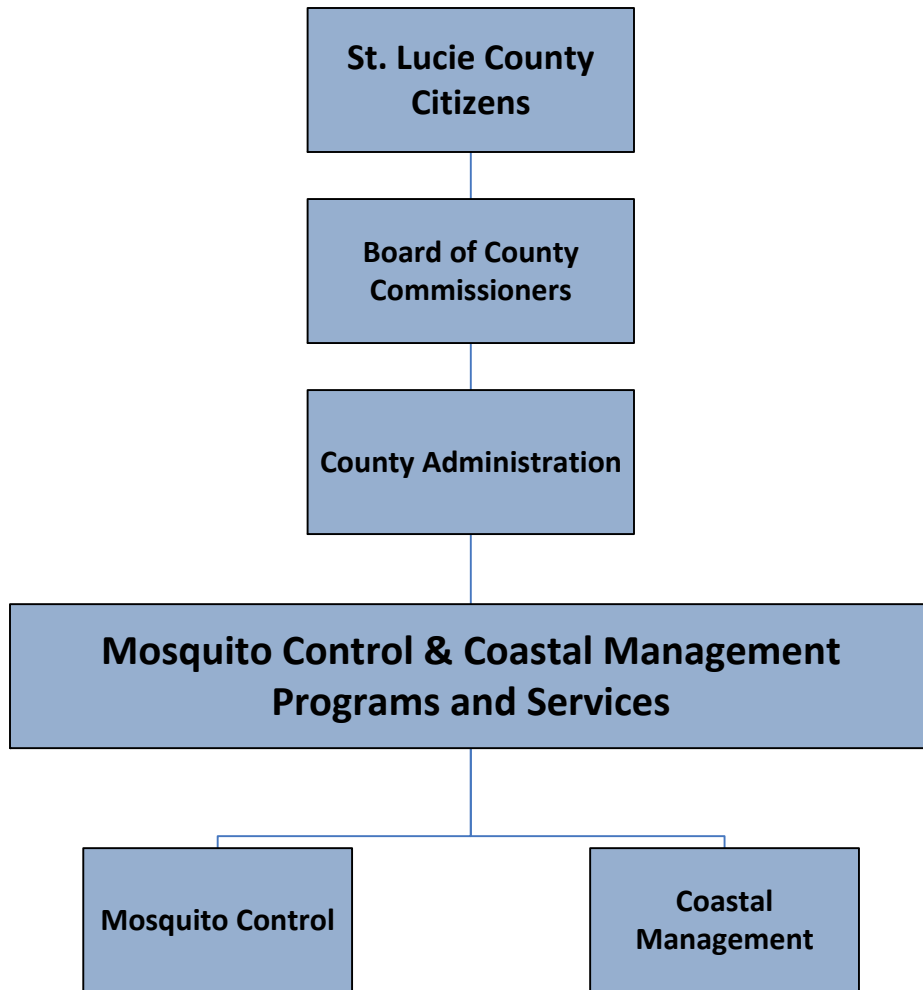 St. Lucie County
Citizens
Board of County
Commissioners
County Administration
Mosquito Control & Coastal Management
Programs and Services
Mosquito Control
Coastal
Management